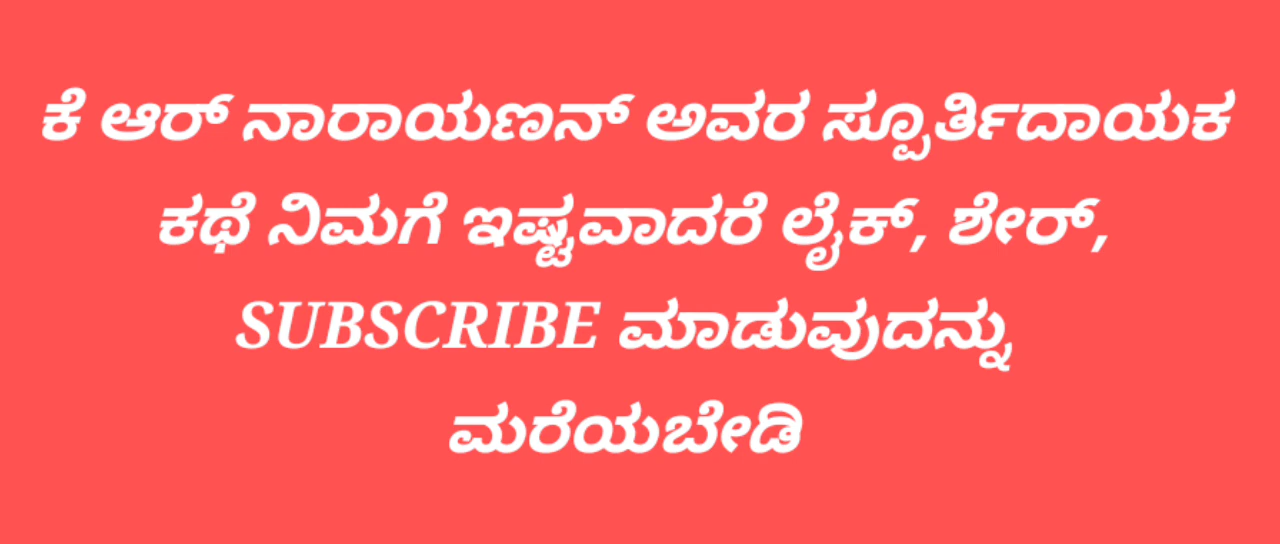 ಕೆ ಆರ್ ನಾರಾಯಣನ್ ಅವರ ಸ್ಪೂರ್ತಿದಾಯಕ
ಕಥೆ ನಿಮಗೆ ಇಷ್ಟವಾದರೆ ಲೈಕ್, ಶೇರ್,
SUBSCRIBE ಮಾಡುವುದನ್ನು
ಮರೆಯಬೇಡಿ